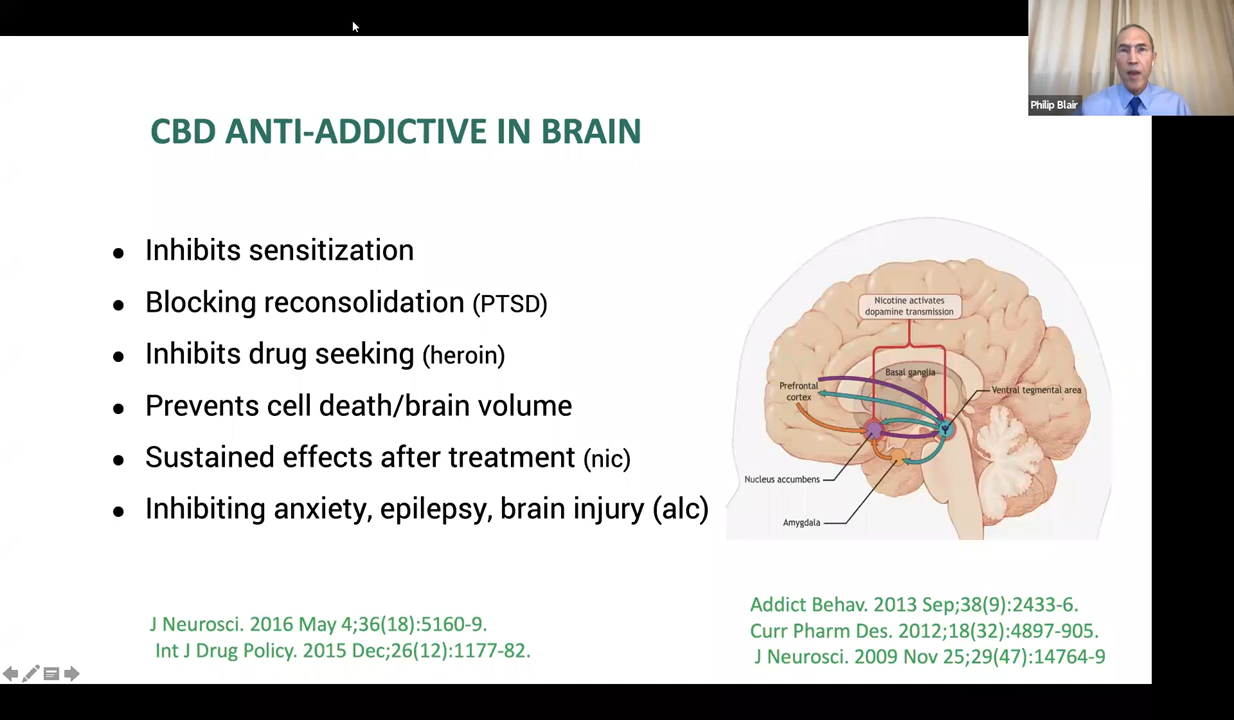 Philip Blair
CBD ANTI-ADDICTIVE IN BRAIN
● Inhibits sensitization
● Blocking reconsolidation (PTSD)
● Inhibits drug seeking (heroin)
● Prevents cell death/brain volume
● Sustained effects after treatment (nic)
● Inhibiting anxiety, epilepsy, brain injury (alc)
Nicotine activates
dopamine transmission
Basal ganglia
Prefrontal
cortex
Ventral tegmental area
Nucleus accumbens
Amygdala
J Neurosci. 2016 May 4;36(18):5160-9.
Int J Drug Policy. 2015 Dec;26(12):1177-82.
Addict Behav. 2013 Sep;38(9):2433-6.
Curr Pharm Des. 2012;18(32):4897-905.
J Neurosci. 2009 Nov 25;29(47):14764-9